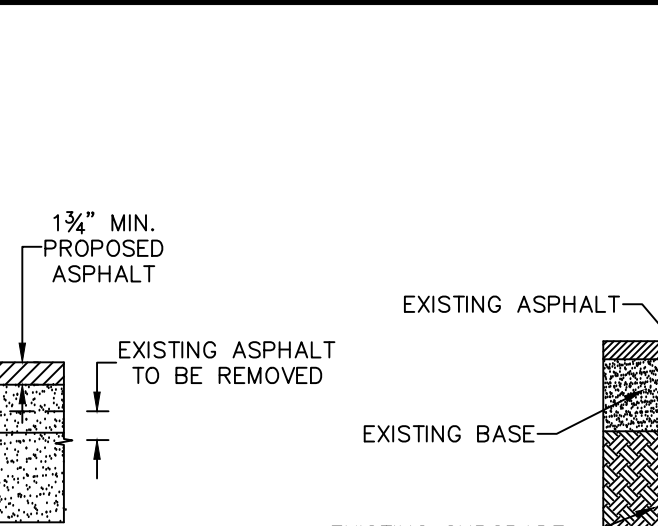 1¾" MIN.
PROPOSED
ASPHALT
EXISTING ASPHALT
TO BE REMOVED
EXISTING ASPHALT
EXISTING BASE